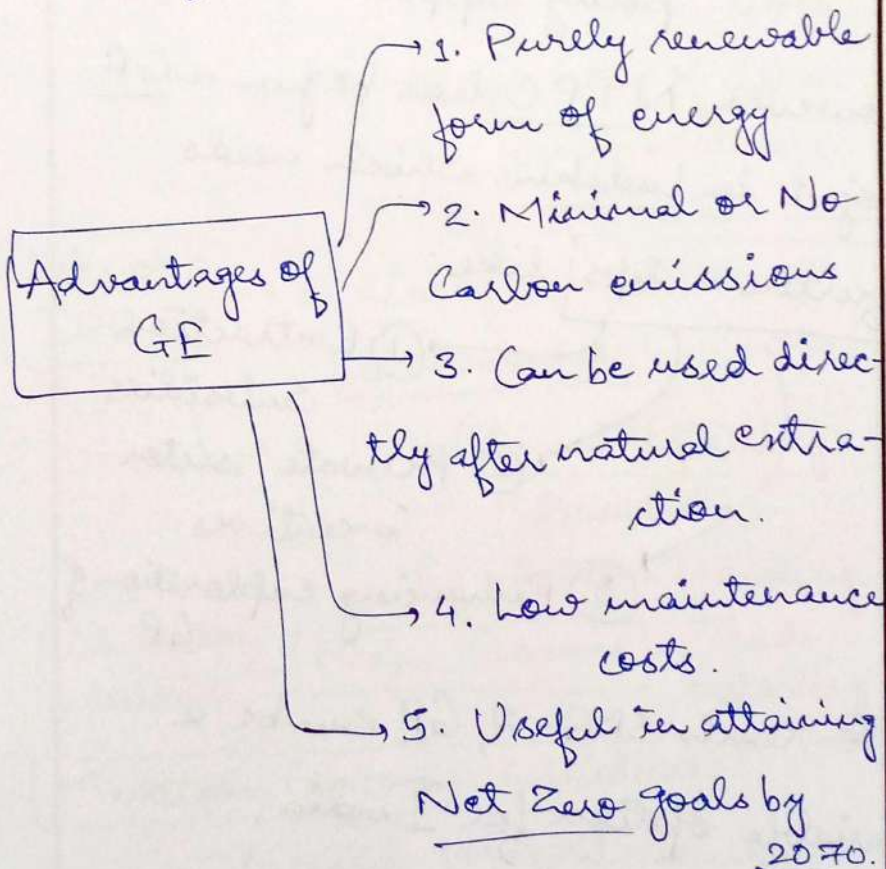 1. Purely renewable
form of energy
2. Minimal or No
Carbon emissions
Advantages of
GE
3. Can be used direc-
tly after natural extra-
ction.
4. Low maintenance
costs.
5. Useful in attaining
Net Zero goals by
2070.